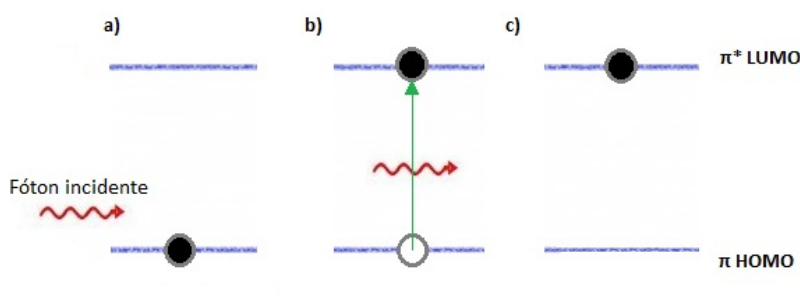 a)
b)
c)
π* LUMO
Fóton incidente
π HOMO